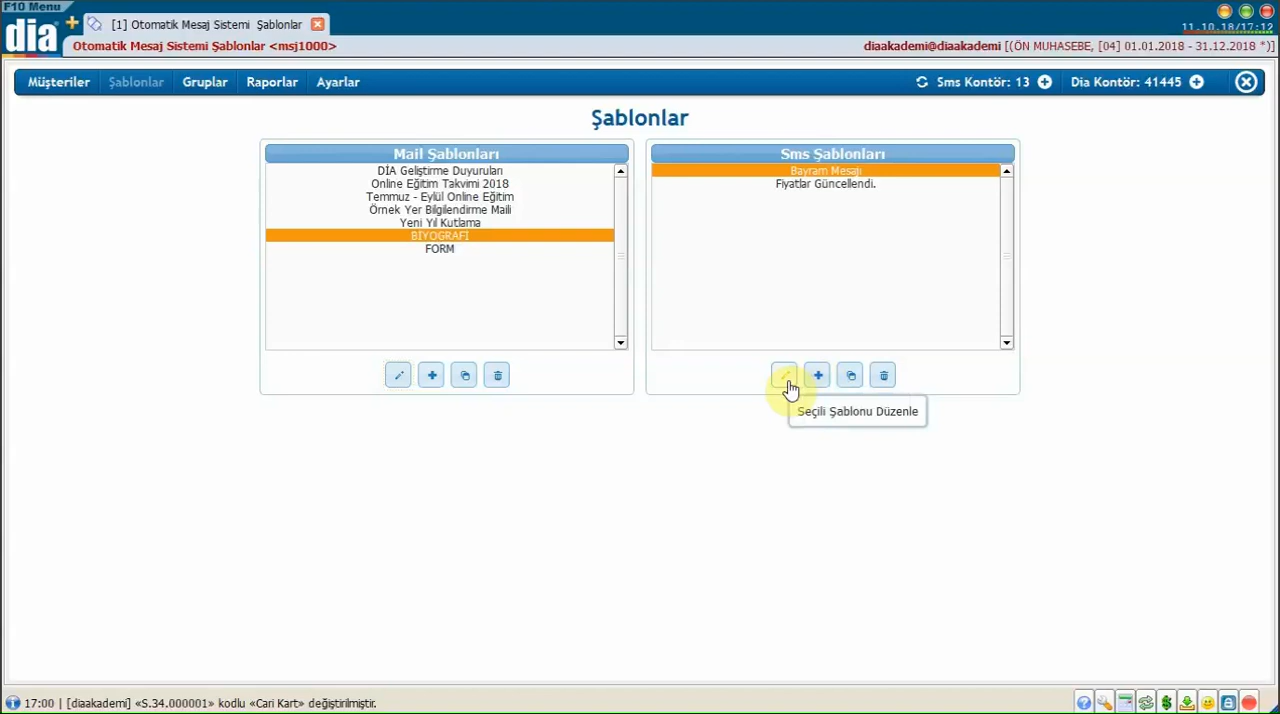 F10 Menu
dia
[1] Otomatik Mesaj Sistemi Şablonlar
11.10.18/17:12
Otomatik Mesaj Sistemi Şablonlar <msj1000>
diaakademi@diaakademi [(ÖN MUHASEBE, [04] 01.01.2018 - 31.12.2018 *)]
Müşteriler Şablonlar Gruplar Raporlar Ayarlar Sms Kontör: 13 Dia Kontör: 41445
Şablonlar
Mail Şablonları
DİA Geliştirme Duyuruları
Online Eğitim Takvimi 2018
Temmuz - Eylül Online Eğitim
Örnek Yer Bilgilendirme Maili
Yeni Yıl Kutlama
BİYOGRAFİ
FORM
Sms Şablonları
Bayram Mesajı
Fiyatlar Güncellendi.
Seçili Şablonu Düzenle
17:00 | [diaakademi] «S.34.000001» kodlu «Cari Kart» değiştirilmiştir.